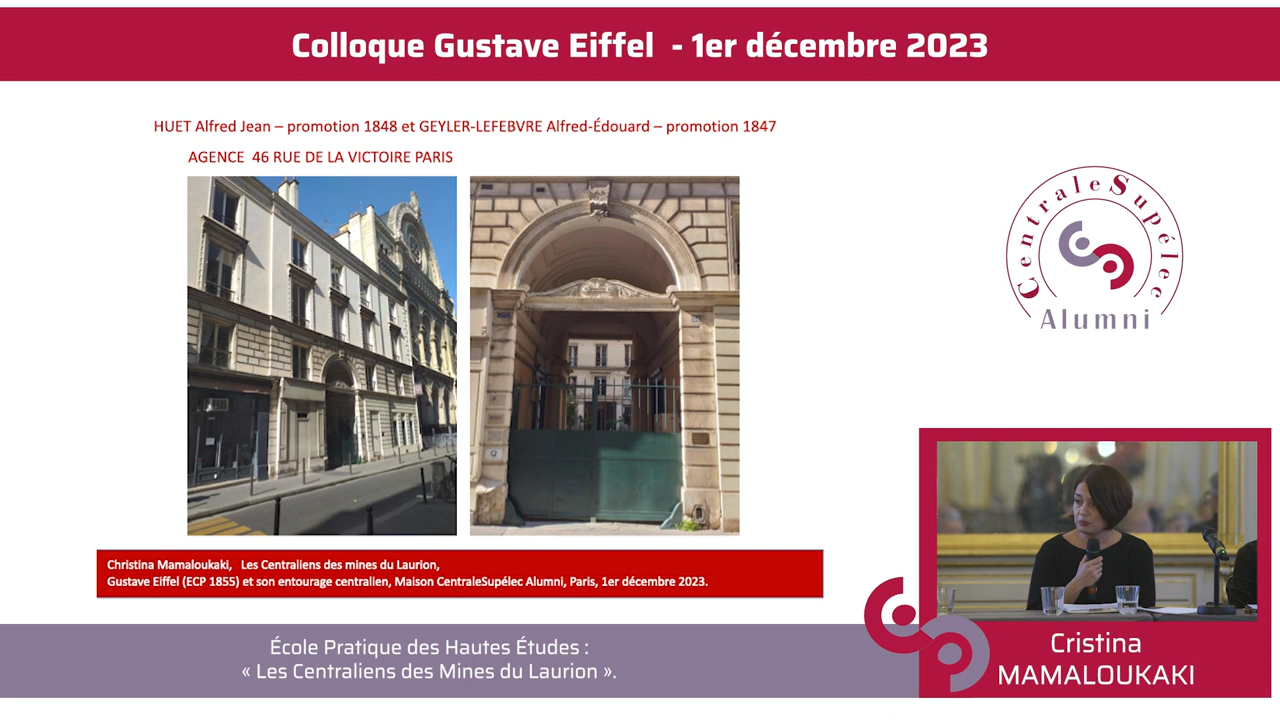 Colloque Gustave Eiffel - 1er décembre 2023
HUET Alfred Jean – promotion 1848 et GEYLER-LEFEBVRE Alfred-Édouard – promotion 1847
AGENCE 46 RUE DE LA VICTOIRE PARIS
CentraleSupélec
Alumni
Christina Mamaloukaki, Les Centraliens des mines du Laurion,
Gustave Eiffel (ECP 1855) et son entourage centralien, Maison CentraleSupélec Alumni, Paris, 1er décembre 2023.
École Pratique des Hautes Études :
« Les Centraliens des Mines du Laurion ».
Cristina
MAMALOUKAKI